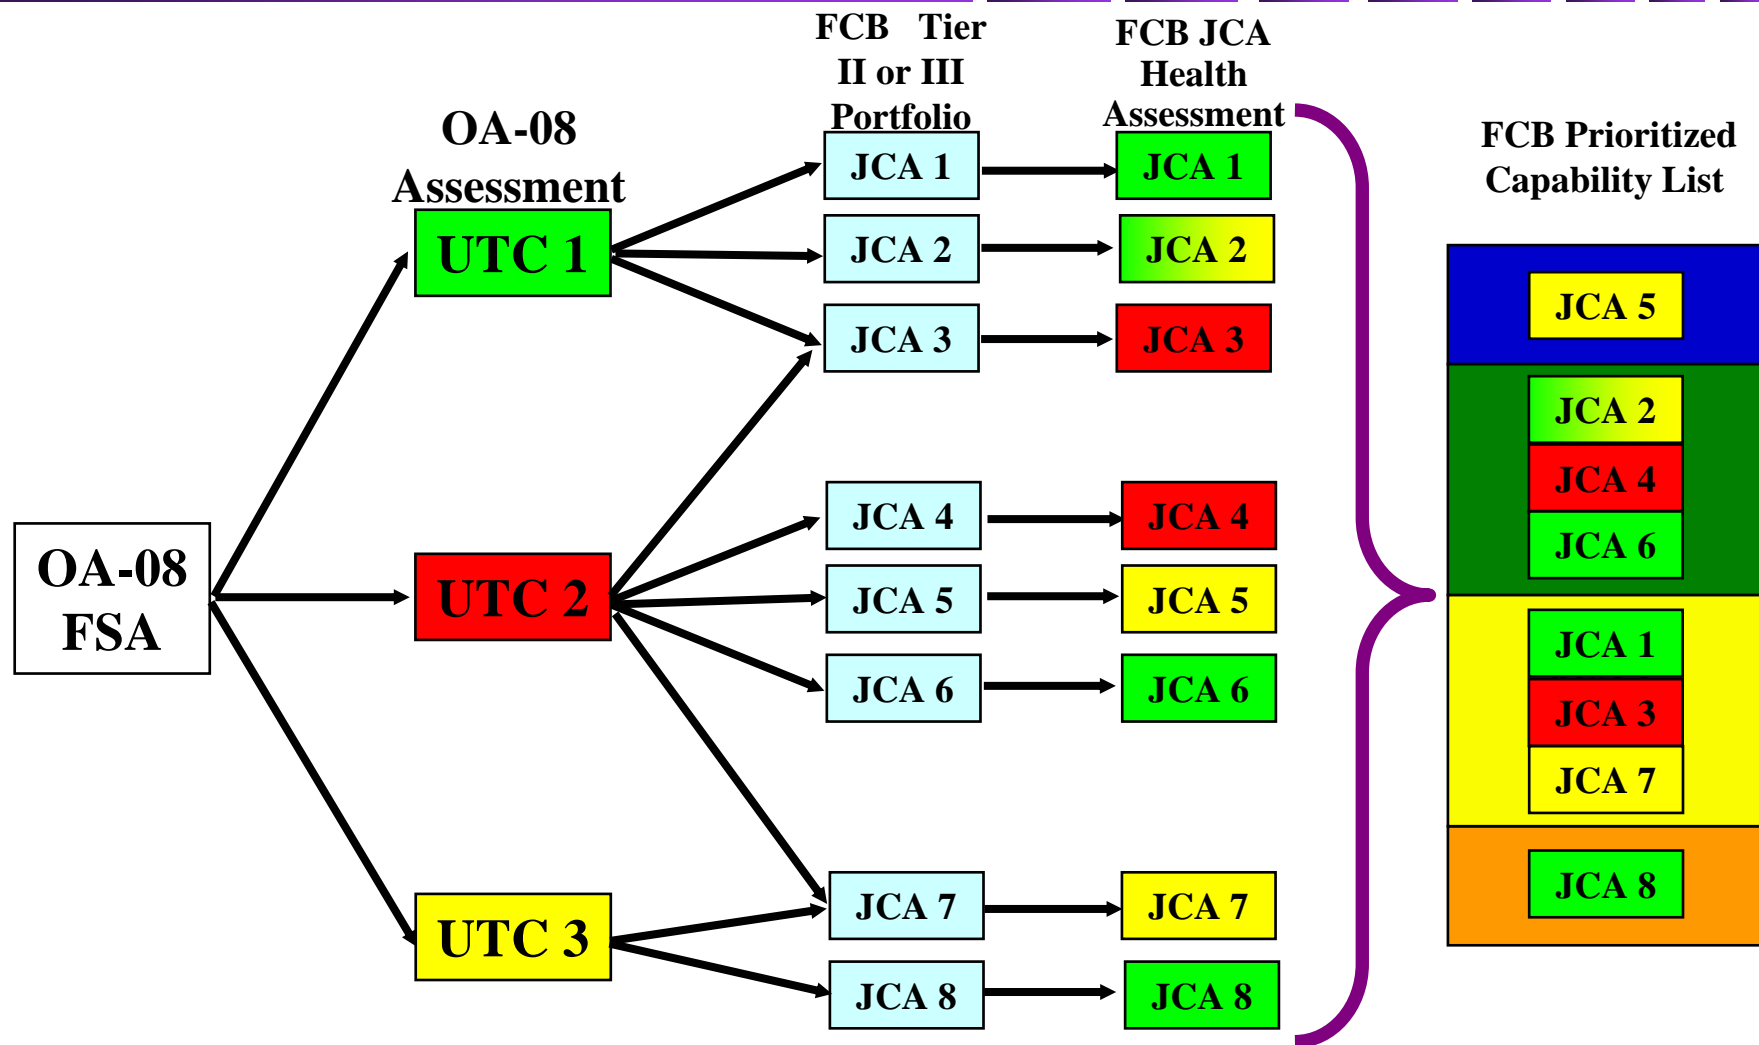 FCB Tier
II or III
Portfolio
FCB JCA
Health
Assessment
OA-08
Assessment
FCB Prioritized
Capability List
OA-08
FSA
UTC 1
UTC 2
UTC 3
JCA 1
JCA 2
JCA 3
JCA 4
JCA 5
JCA 6
JCA 7
JCA 8
JCA 1
JCA 2
JCA 3
JCA 4
JCA 5
JCA 6
JCA 7
JCA 8
JCA 5
JCA 2
JCA 4
JCA 6
JCA 1
JCA 3
JCA 7
JCA 8